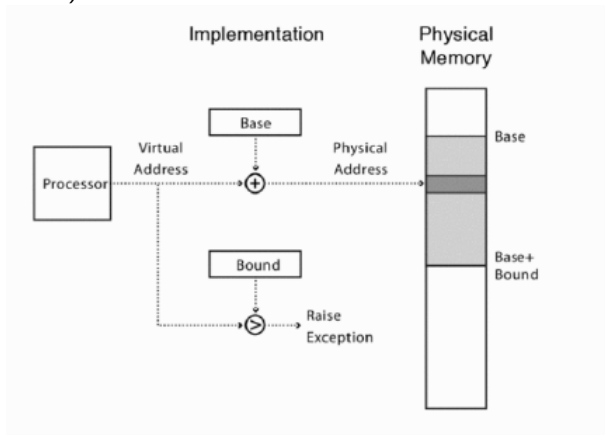 Implementation
Physical
Memory
Base
Base
Virtual
Address
Physical
Address
Processor
+
Bound
Base+
Bound
>
Raise
Exception